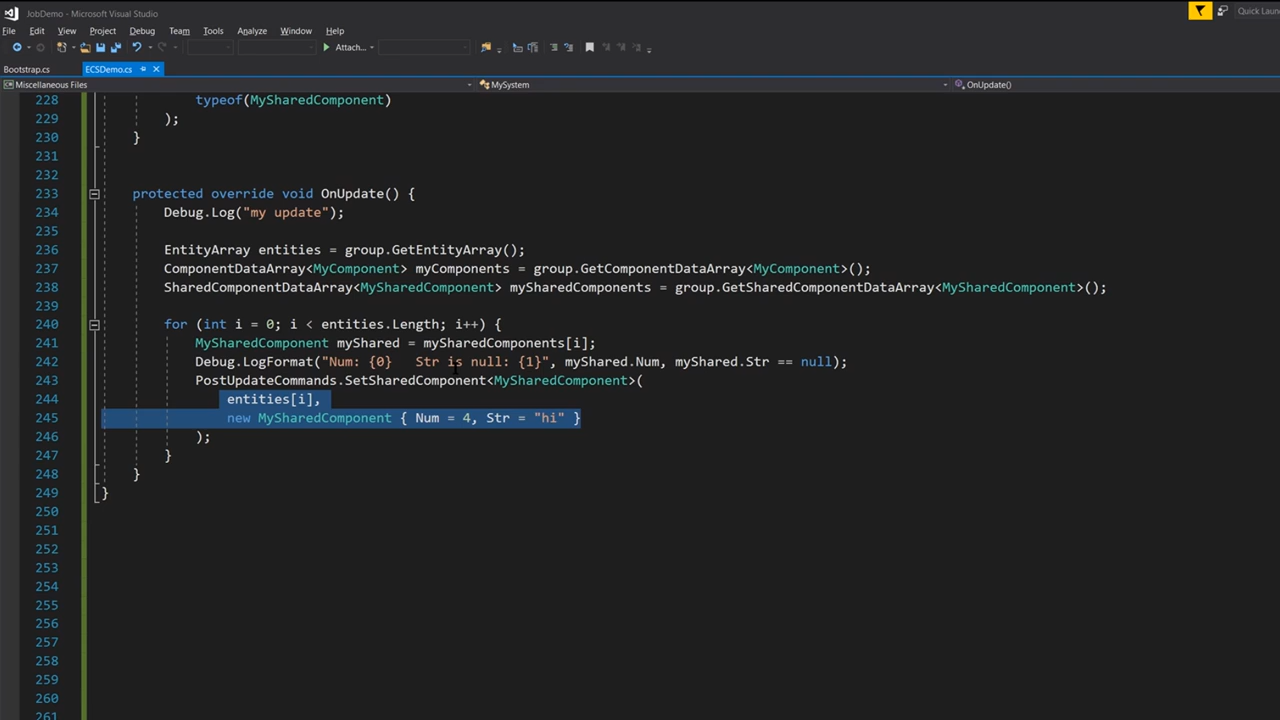 JobDemo - Microsoft Visual Studio
Quick Laun
File Edit View Project Debug Team Tools Analyze Window Help
Attach...
Bootstrap.cs ECSDemo.cs
Miscellaneous Files MySystem OnUpdate()
228 typeof(MySharedComponent)
229 );
230 }
231
232
233 protected override void OnUpdate() {
234 Debug.Log("my update");
235
236 EntityArray entities = group.GetEntityArray();
237 ComponentDataArray<MyComponent> myComponents = group.GetComponentDataArray<MyComponent>();
238 SharedComponentDataArray<MySharedComponent> mySharedComponents = group.GetSharedComponentDataArray<MySharedComponent>();
239
240 for (int i = 0; i < entities.Length; i++) {
241 MySharedComponent myShared = mySharedComponents[i];
242 Debug.LogFormat("Num: {0}   Str is null: {1}", myShared.Num, myShared.Str == null);
243 PostUpdateCommands.SetSharedComponent<MySharedComponent>(
244 entities[i],
245 new MySharedComponent { Num = 4, Str = "hi" }
246 );
247 }
248 }
249 }
250
251
252
253
254
255
256
257
258
259
260
261